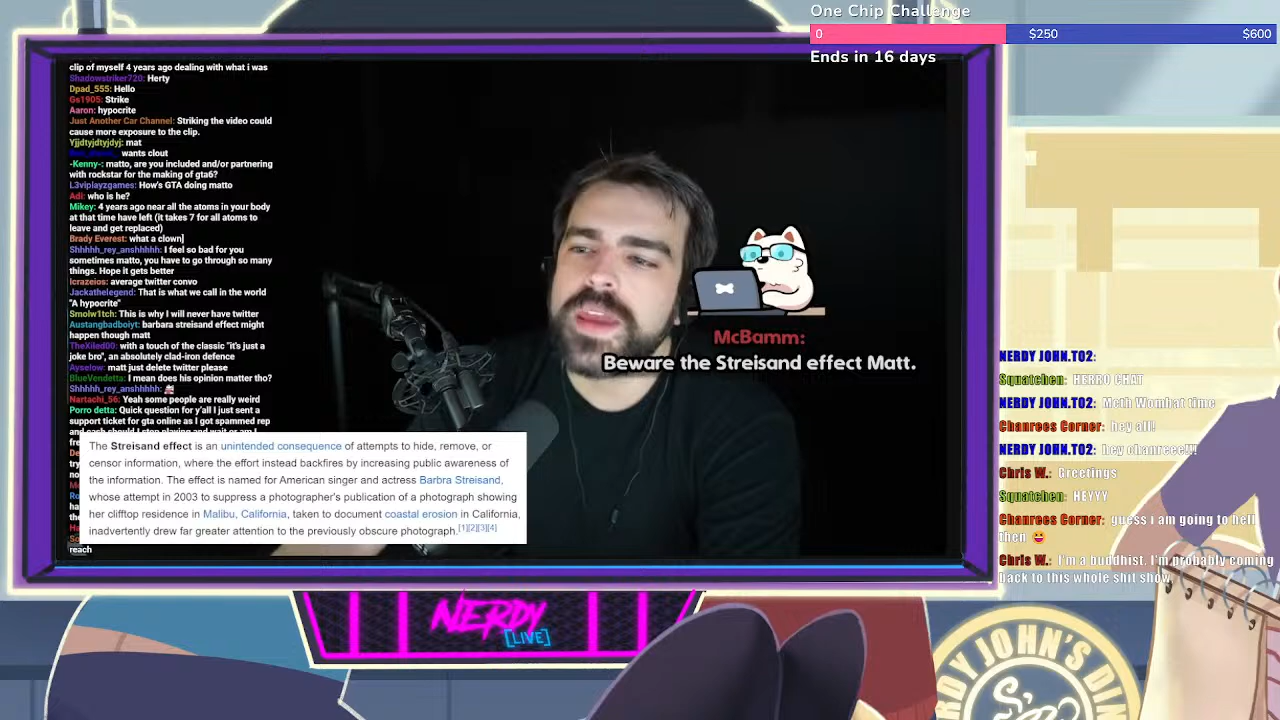 One Chip Challenge
0 $250 $600
Ends in 16 days
clip of myself 4 years ago dealing with what i was
Shadowstriker720: Herty
Dpad_555: Hello
Gs1905: Strike
Aaron: hypocrite
Just Another Car Channel: Striking the video could
cause more exposure to the clip.
Yjjdtyjdtyjdyj: mat
wants clout
-Kenny-: matto, are you included and/or partnering
with rockstar for the making of gta6?
L3viplayzgames: How's GTA doing matto
Adi: who is he?
Mikey: 4 years ago near all the atoms in your body
at that time have left (it takes 7 for all atoms to
leave and get replaced)
Brady Everest: what a clown]
Shhhhh_rey_anshhhhh: I feel so bad for you
sometimes matto, you have to go through so many
things. Hope it gets better
Icrazeios: average twitter convo
Jackathelegend: That is what we call in the world
"A hypocrite"
Smolw1tch: This is why I will never have twitter
Austangbadboiyt: barbara streisand effect might
happen though matt
TheXiled00: with a touch of the classic "it's just a
joke bro", an absolutely clad-iron defence
Ayselow: matt just delete twitter please
BlueVendetta: I mean does his opinion matter tho?
Shhhhh_rey_anshhhhh:
Nartachi_56: Yeah some people are really weird
Porro detta: Quick question for y'all I just sent a
support ticket for gta online as I got spammed rep
reach
McBamm:
Beware the Streisand effect Matt.
The Streisand effect is an unintended consequence of attempts to hide, remove, or
censor information, where the effort instead backfires by increasing public awareness of
the information. The effect is named for American singer and actress Barbra Streisand,
whose attempt in 2003 to suppress a photographer's publication of a photograph showing
her clifftop residence in Malibu, California, taken to document coastal erosion in California,
inadvertently drew far greater attention to the previously obscure photograph.[1][2][3][4]
NERDY JOHN.TO2:
Squatchen: HERRO CHAT
NERDY JOHN.TO2: Meth Wombat time
Chanrees Corner: hey all!
NERDY JOHN.TO2: hey chanree!!!
Chris W.: Greetings
Squatchen: HEYYY
Chanrees Corner: guess i am going to hell
then
Chris W.: I'm a buddhist. I'm probably coming
back to this whole shit show
NERDY
[LIVE]
NERDY JOHN'S